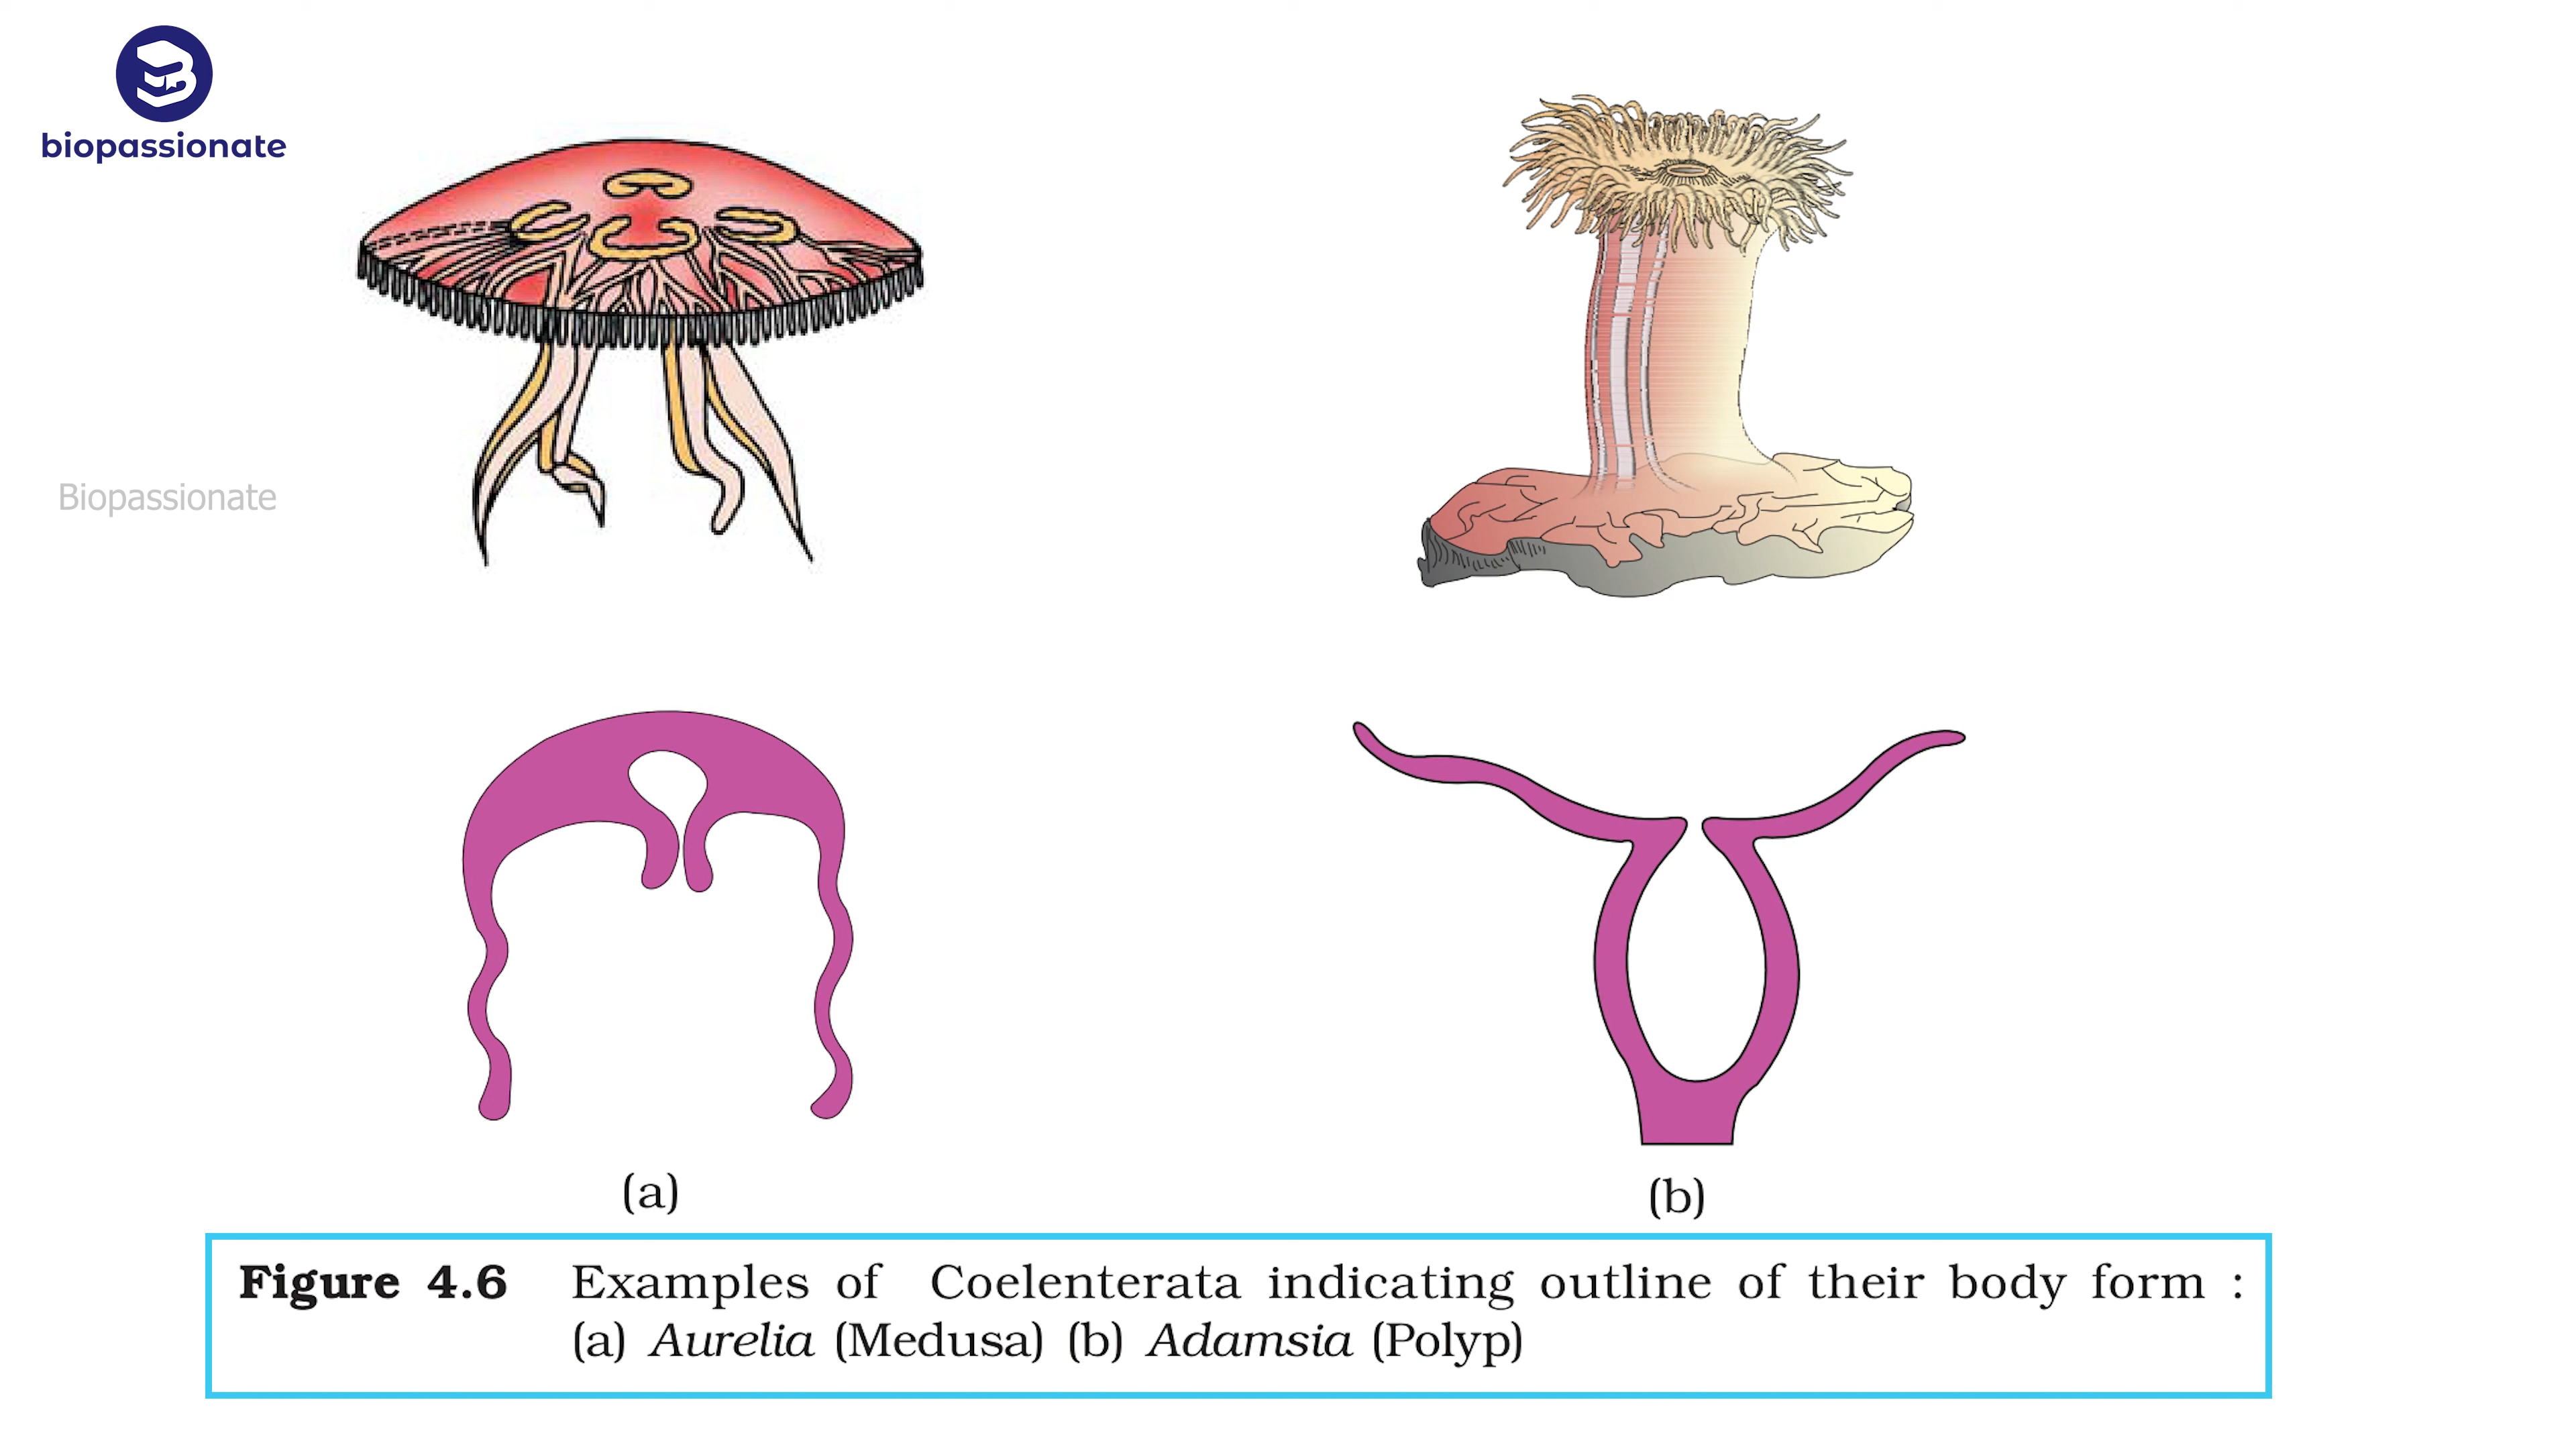 biopassionate
Biopassionate
(a)
(b)
Figure 4.6 Examples of Coelenterata indicating outline of their body form :
(a) Aurelia (Medusa) (b) Adamsia (Polyp)